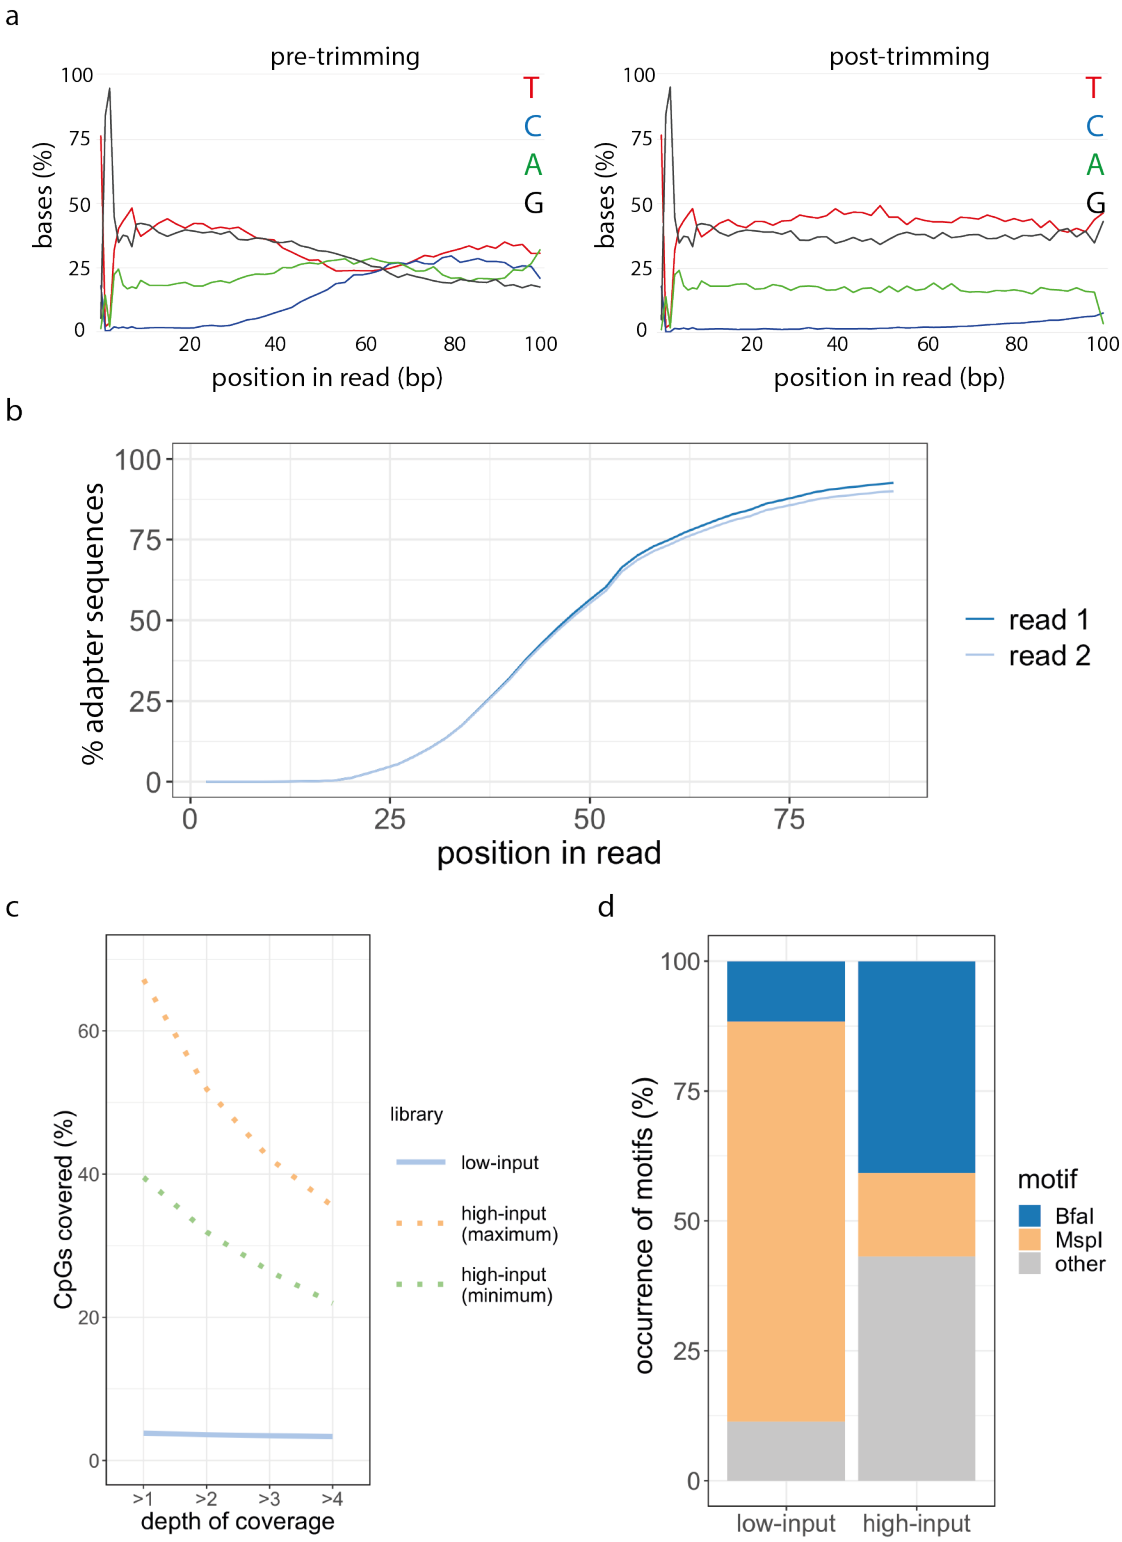 a
pre-trimming
100
75
50
25
0
bases (%)
T
C
A
G
20 40 60 80 100
position in read (bp)
post-trimming
100
75
50
25
0
bases (%)
T
C
A
G
20 40 60 80 100
position in read (bp)
b
100
75
50
25
0
% adapter sequences
0 25 50 75
position in read
read 1
read 2
c
60
40
20
0
CpGs covered (%)
>1 >2 >3 >4
depth of coverage
library
low-input
high-input
(maximum)
high-input
(minimum)
d
100
75
50
25
0
occurrence of motifs (%)
low-input high-input
motif
BfaI
MspI
other